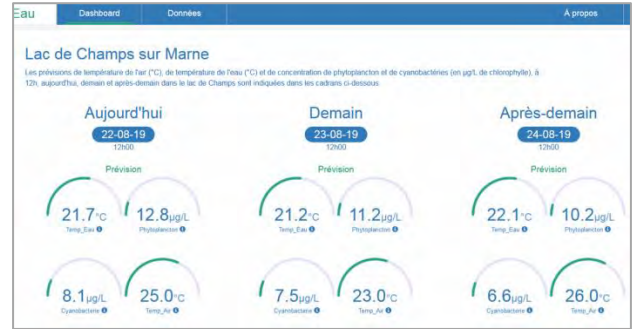 Eau Dashboard Données À propos
Lac de Champs sur Marne
Les prévisions de température de l'air (°C), de température de l'eau (°C) et de concentration de phytoplancton et de cyanobactéries (en µg/L de chlorophylle), à
12h, aujourd'hui, demain et après-demain dans le lac de Champs sont indiquées dans les cadrans ci-dessous.
Aujourd'hui Demain Après-demain
22-08-19 23-08-19 24-08-19
12h00 12h00 12h00
Prévision Prévision Prévision
21.7°C 12.8µg/L 21.2°C 11.2µg/L 22.1°C 10.2µg/L
Temp_Eau Phytoplancton Temp_Eau Phytoplancton Temp_Eau Phytoplancton
8.1µg/L 25.0°C 7.5µg/L 23.0°C 6.6µg/L 26.0°C
Cyanobacterie Temp_Air Cyanobacterie Temp_Air Cyanobacterie Temp_Air